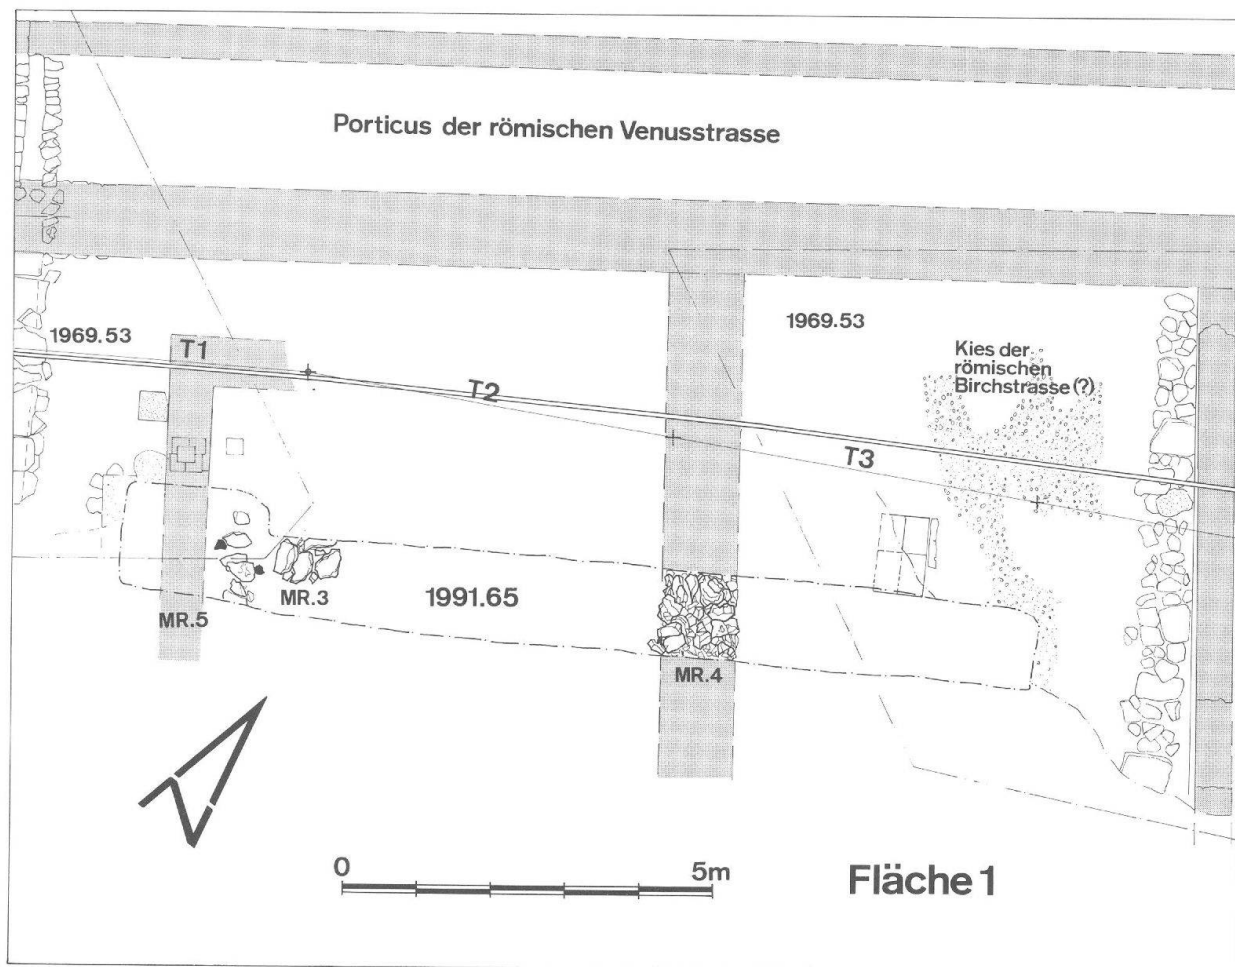 Porticus der römischen Venusstrasse
1969.53
1969.53
T1
Kies der
römischen
Birchstrasse (?)
T2
T3
MR.3
1991.65
MR.5
MR.4
0
5m
Fläche 1